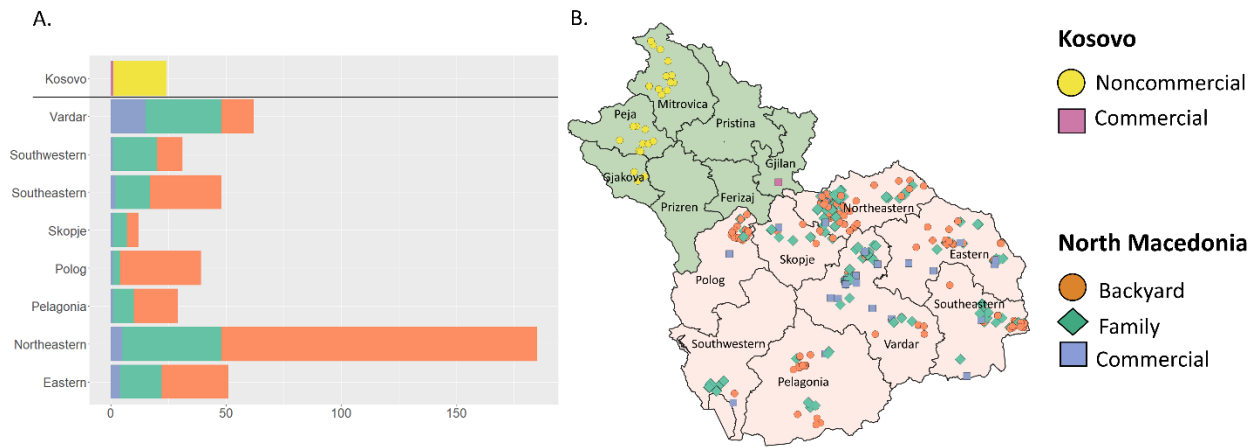 A.
Kosovo
Vardar
Southwestern
Southeastern
Skopje
Polog
Pelagonia
Northeastern
Eastern
0
50
100
150
B.
Mitrovica
Peja
Pristina
Gjakova
Gjilan
Prizren
Ferizaj
Northeastern
Skopje
Eastern
Polog
Southeastern
Southwestern
Vardar
Pelagonia
Kosovo
Noncommercial
Commercial
North Macedonia
Backyard
Family
Commercial